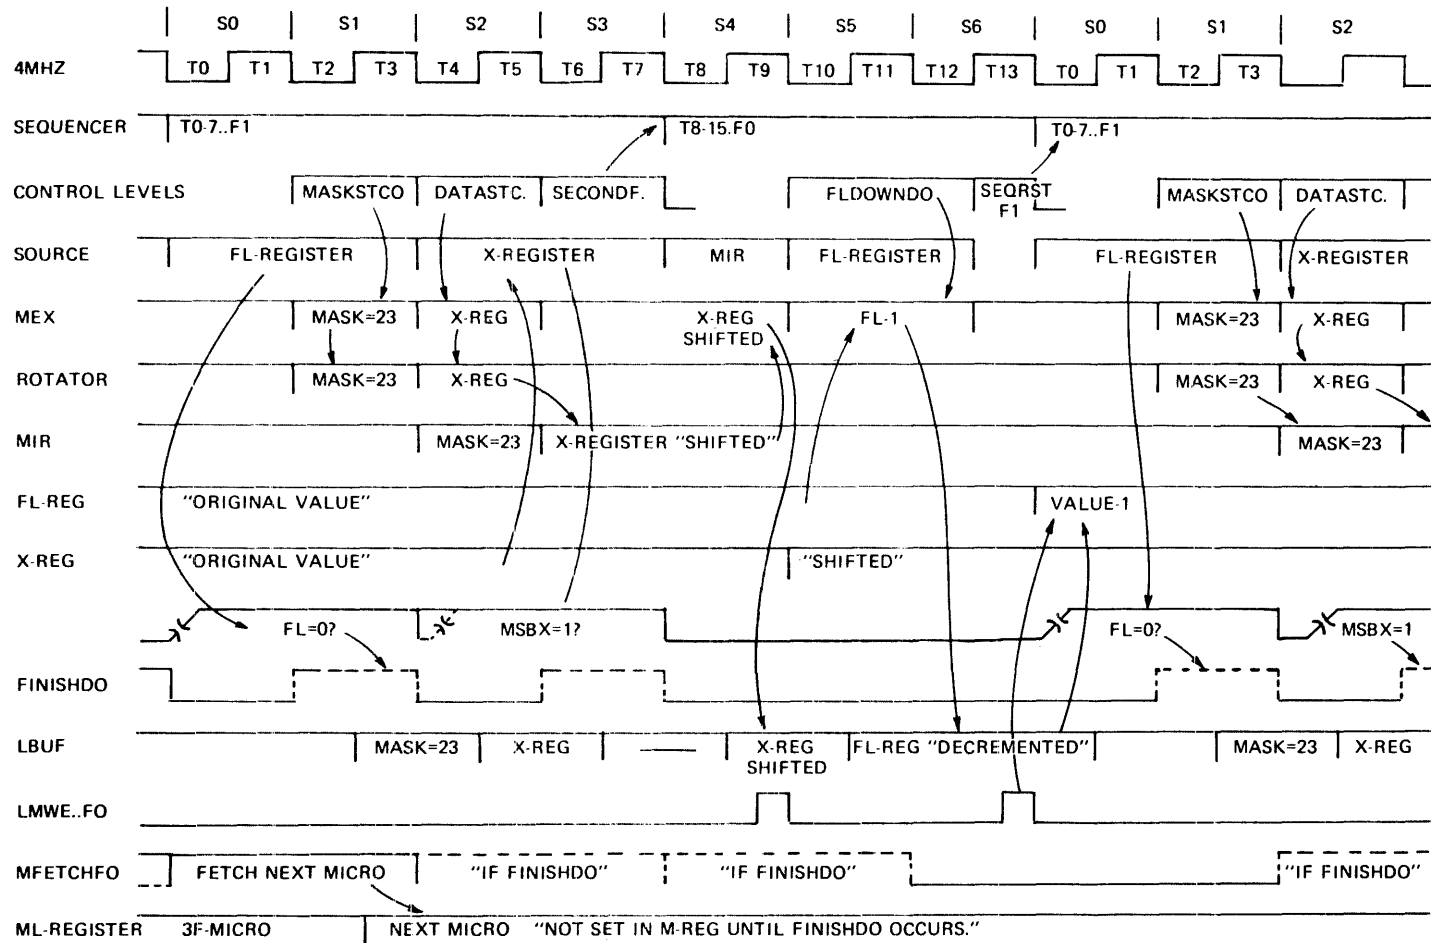 S0 S1 S2 S3 S4 S5 S6 S0 S1 S2
4MHZ T0 T1 T2 T3 T4 T5 T6 T7 T8 T9 T10 T11 T12 T13 T0 T1 T2 T3
SEQUENCER T0-7..F1 T8-15.F0 T0-7..F1
CONTROL LEVELS MASKSTCO DATASTC. SECONDF. FLDOWNDO SEQRST MASKSTCO DATASTC.
F1
SOURCE FL-REGISTER X-REGISTER MIR FL-REGISTER FL-REGISTER X-REGISTER
MEX MASK=23 X-REG X-REG FL-1 MASK=23 X-REG
SHIFTED
ROTATOR MASK=23 X-REG MASK=23 X-REG
MIR MASK=23 X-REGISTER "SHIFTED" MASK=23
FL-REG "ORIGINAL VALUE" VALUE-1
X-REG "ORIGINAL VALUE" "SHIFTED"
FL=0? MSBX=1? FL=0? MSBX=1
FINISHDO
LBUF MASK=23 X-REG X-REG FL-REG "DECREMENTED" MASK=23 X-REG
SHIFTED
LMWE..FO
MFETCHFO FETCH NEXT MICRO "IF FINISHDO" "IF FINISHDO" "IF FINISHDO"
ML-REGISTER 3F-MICRO NEXT MICRO "NOT SET IN M-REG UNTIL FINISHDO OCCURS."